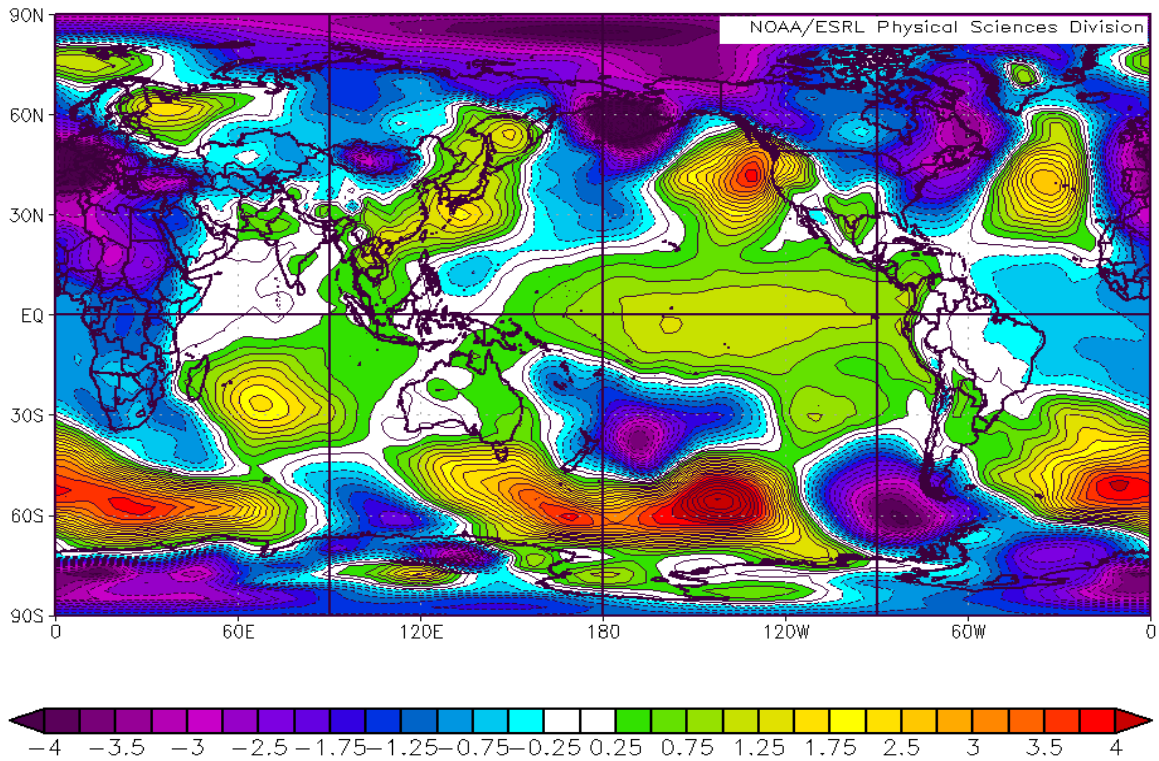 90N
NOAA/ESRL Physical Sciences Division
60N
30N
EQ
30S
60S
90S
0 60E 120E 180 120W 60W 0
−4 −3.5 −3 −2.5 −1.75 −1.25 −0.75 −0.25 0.25 0.75 1.25 1.75 2.5 3 3.5 4